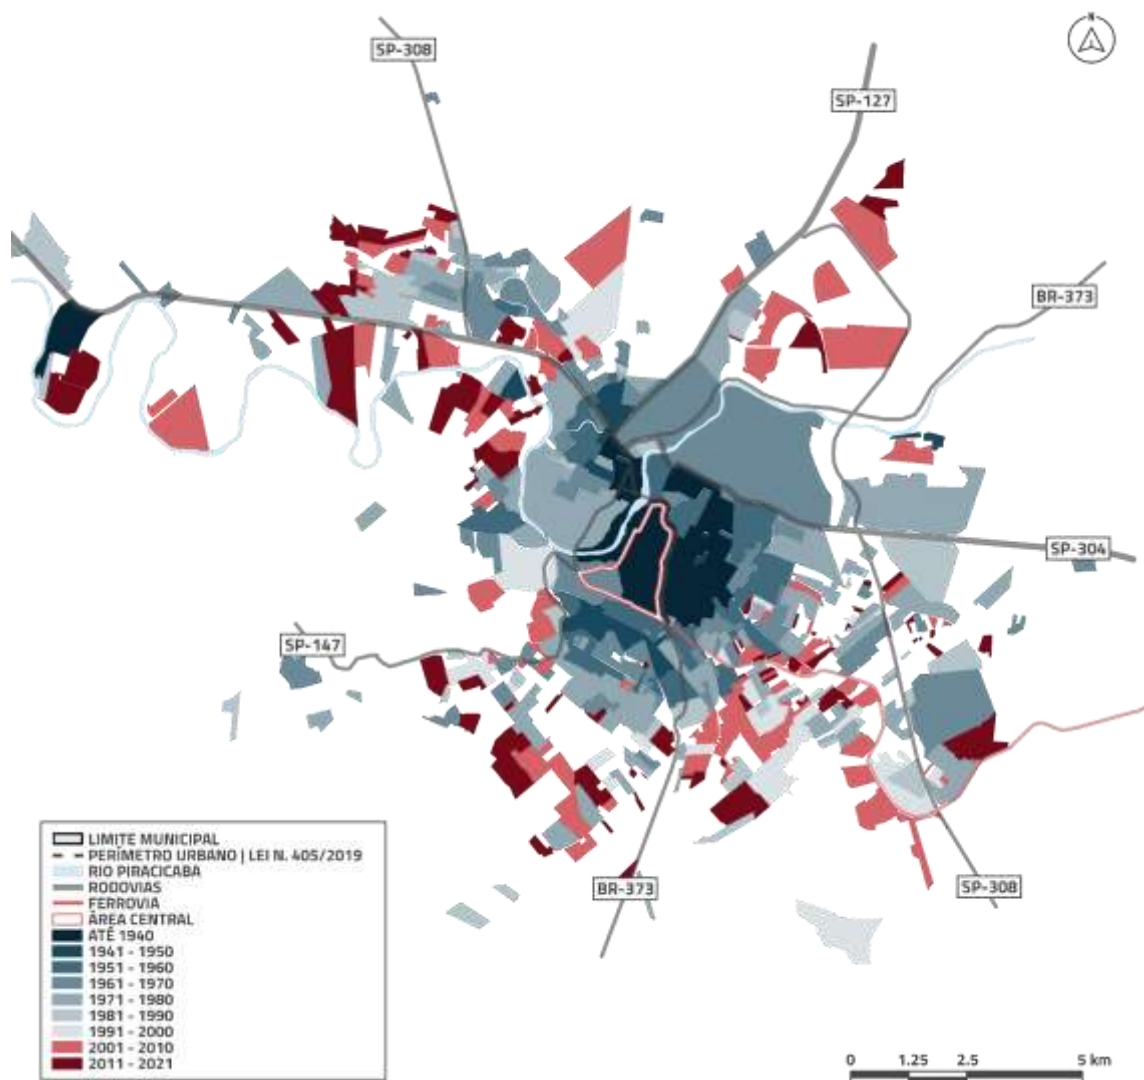 N
SP-308
SP-127
BR-373
SP-304
SP-147
BR-373
SP-308
LIMITE MUNICIPAL
PERÍMETRO URBANO | LEI N. 405/2019
RIO PIRACICABA
RODOVIAS
FERROVIA
ÁREA CENTRAL
ATÉ 1940
1941 - 1950
1951 - 1960
1961 - 1970
1971 - 1980
1981 - 1990
1991 - 2000
2001 - 2010
2011 - 2021
0 1.25 2.5 5 km